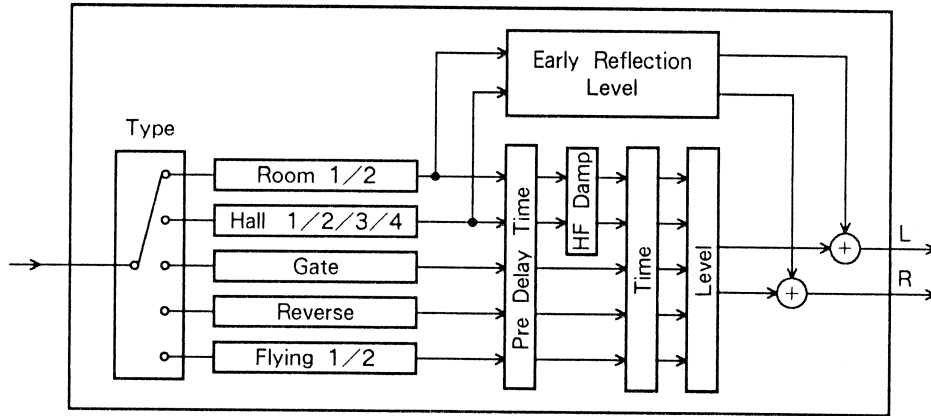 Early Reflection
Level
Type
Room 1/2
Hall 1/2/3/4
Gate
Reverse
Flying 1/2
Pre Delay Time
HF Damp
Time
Level
+
+
L
R